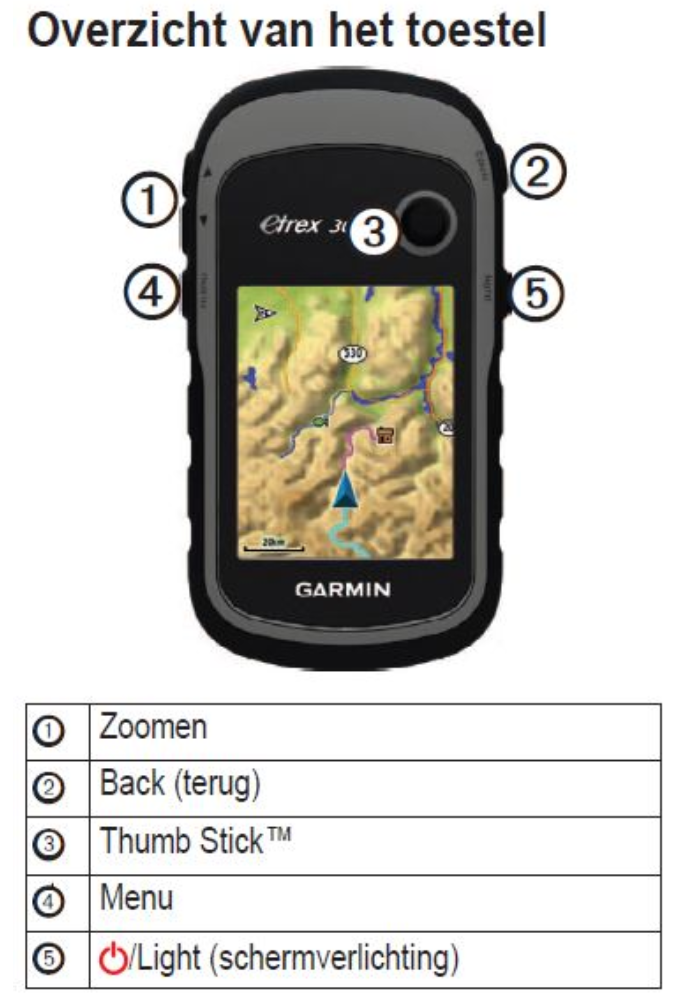 Overzicht van het toestel
①
②
etrex
③
④
⑤
330
20km
GARMIN
① Zoomen
② Back (terug)
③ Thumb Stick™
④ Menu
⑤ ⏻/Light (schermverlichting)